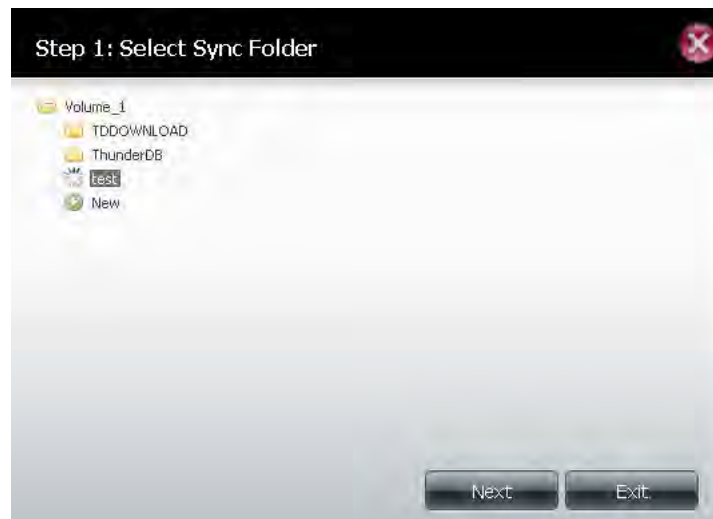 Step 1: Select Sync Folder
Volume_1
TDDOWNLOAD
ThunderDB
test
New
Next Exit